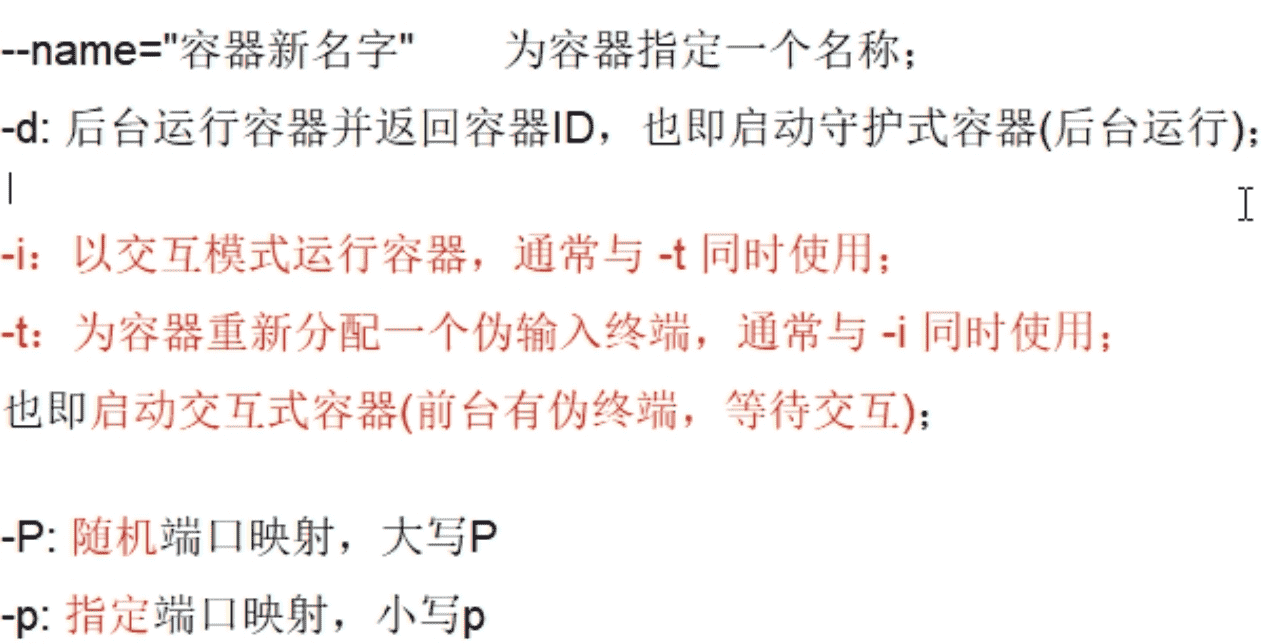 --name="容器新名字" 为容器指定一个名称；
-d: 后台运行容器并返回容器ID，也即启动守护式容器(后台运行)；
-i：以交互模式运行容器，通常与 -t 同时使用；
-t：为容器重新分配一个伪输入终端，通常与 -i 同时使用；
也即启动交互式容器(前台有伪终端，等待交互)；
-P: 随机端口映射，大写P
-p: 指定端口映射，小写p